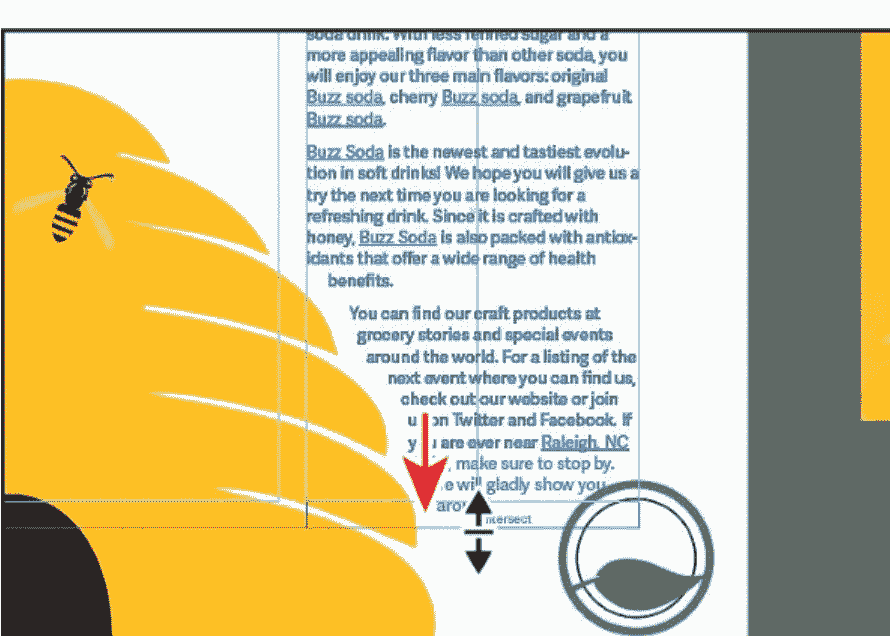 soda drink. With less refined sugar and a
more appealing flavor than other soda, you
will enjoy our three main flavors: original
Buzz soda, cherry Buzz soda, and grapefruit
Buzz soda.
Buzz Soda is the newest and tastiest evolu-
tion in soft drinks! We hope you will give us a
try the next time you are looking for a
refreshing drink. Since it is crafted with
honey, Buzz Soda is also packed with antiox-
idants that offer a wide range of health
benefits.
You can find our craft products at
grocery stories and special events
around the world. For a listing of the
next event where you can find us,
check out our website or join
on Twitter and Facebook. If
are ever near Raleigh, NC
, make sure to stop by.
will gladly show you
intersect